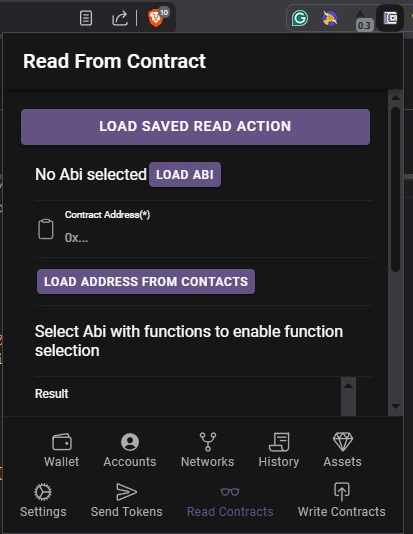 10
0.3
Read From Contract
LOAD SAVED READ ACTION
No Abi selected LOAD ABI
Contract Address(*)
0x...
LOAD ADDRESS FROM CONTACTS
Select Abi with functions to enable function
selection
Result
Wallet Accounts Networks History Assets
Settings Send Tokens Read Contracts Write Contracts